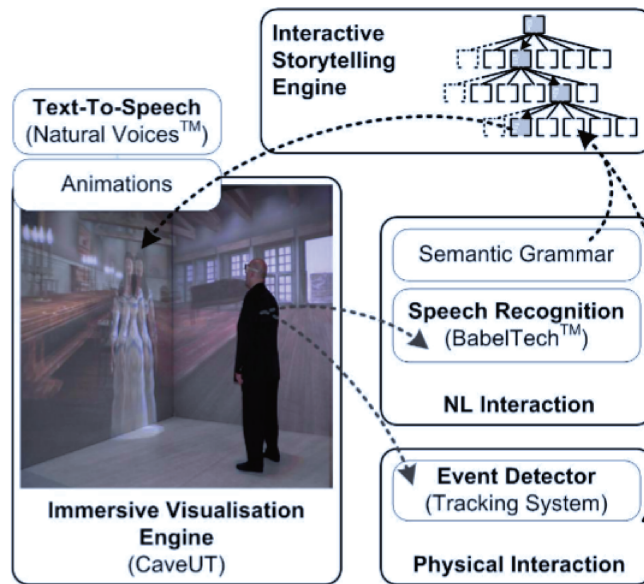 Interactive
Storytelling
Engine
Text-To-Speech
(Natural Voices™)
Animations
Semantic Grammar
Speech Recognition
(BabelTech™)
NL Interaction
Event Detector
(Tracking System)
Physical Interaction
Immersive Visualisation
Engine
(CaveUT)